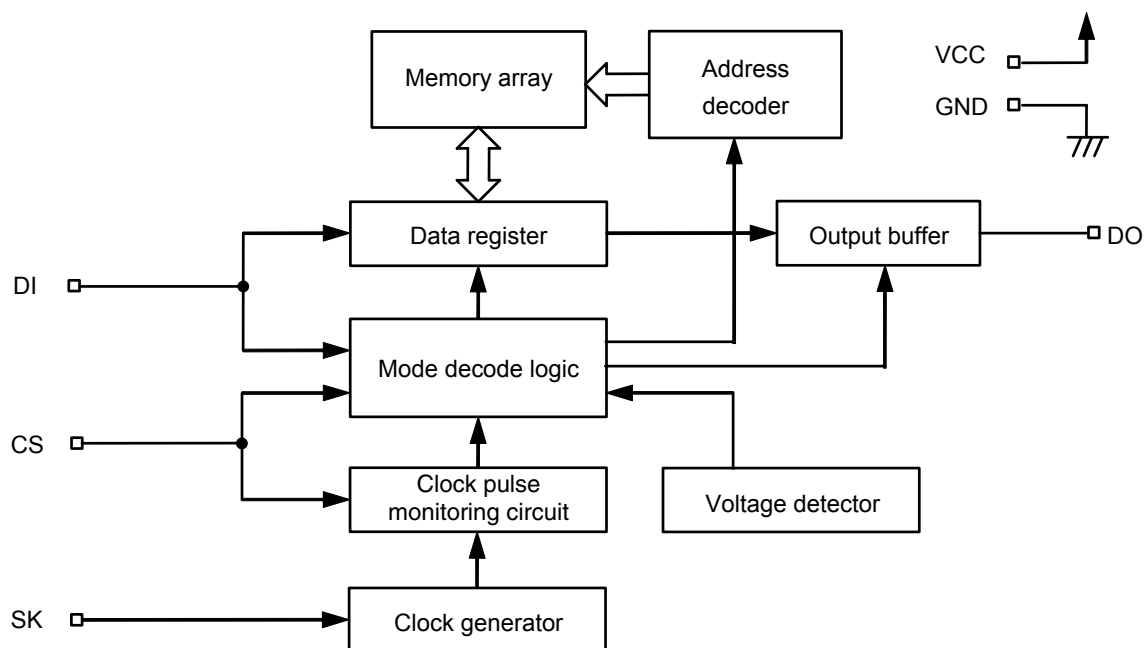 Memory array
Address
decoder
VCC
GND
Data register
Output buffer
DO
DI
Mode decode logic
CS
Clock pulse
monitoring circuit
Voltage detector
SK
Clock generator